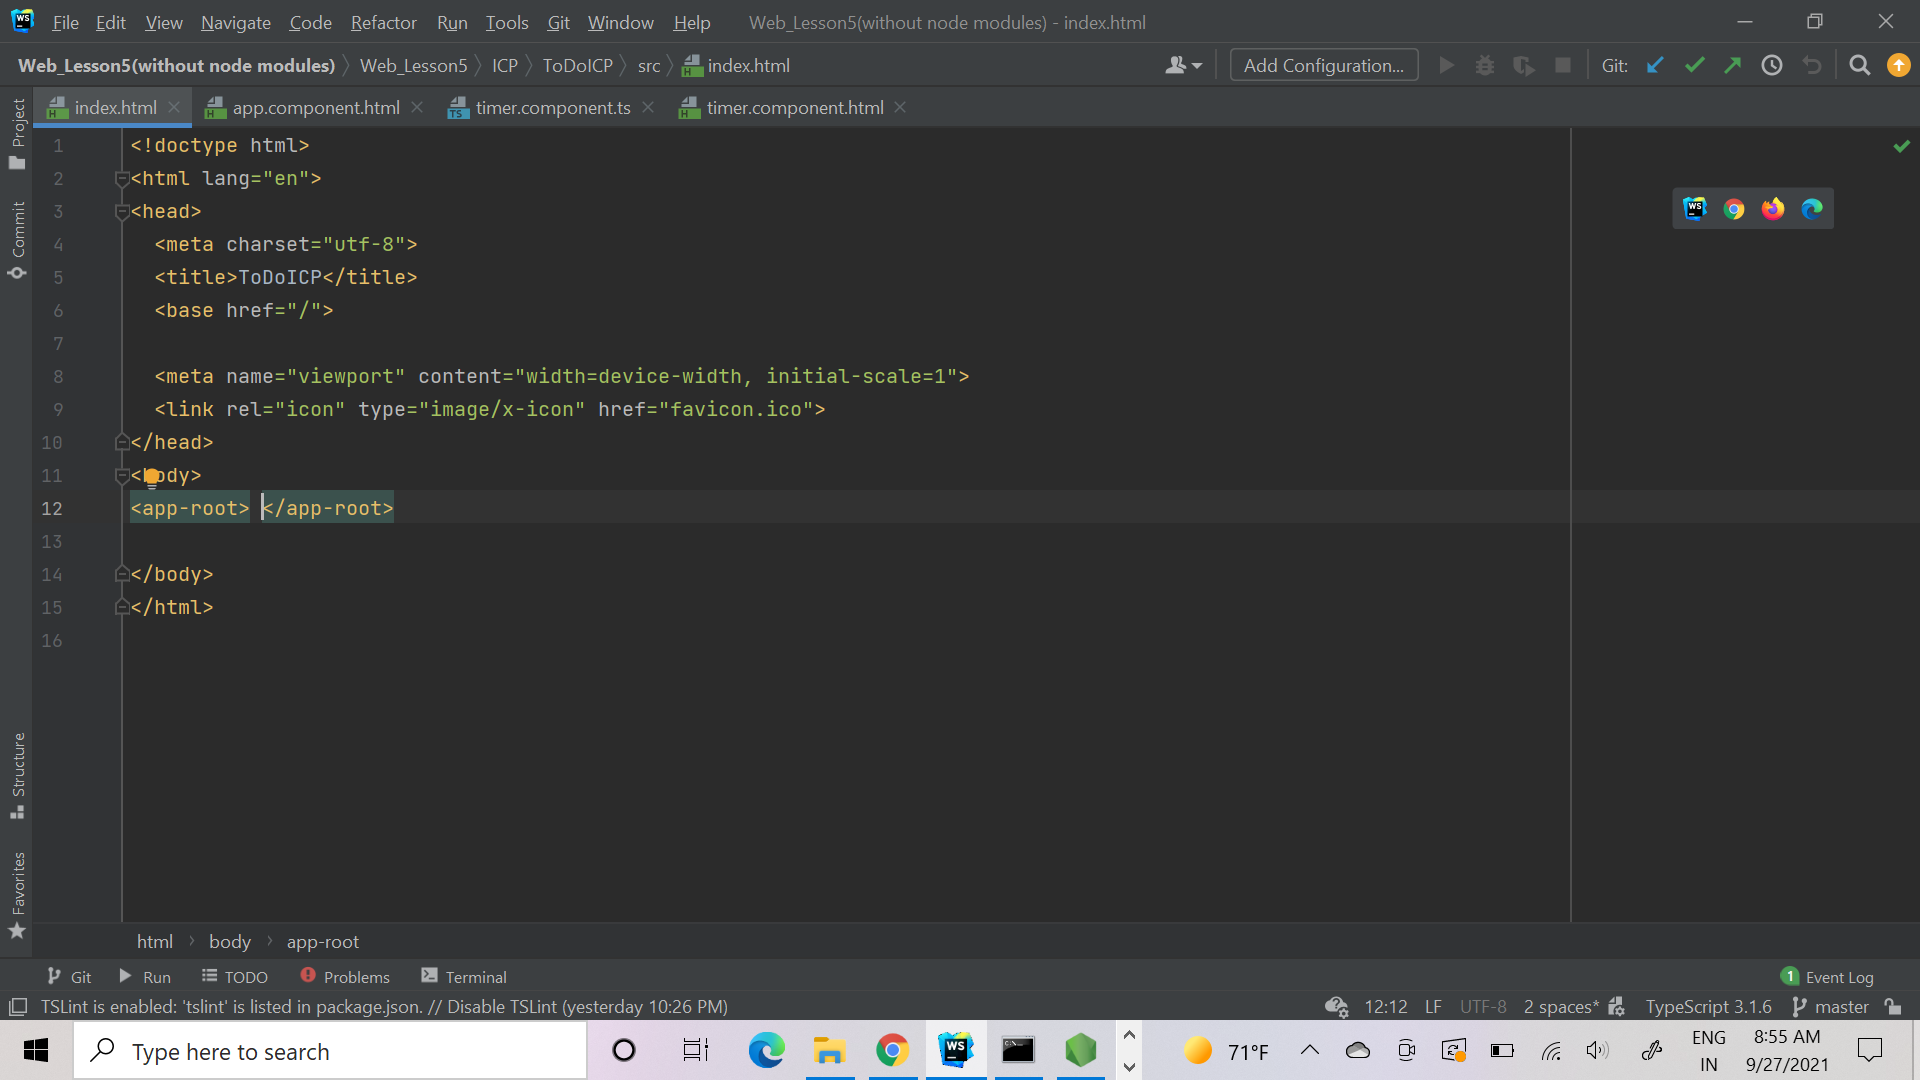 File Edit View Navigate Code Refactor Run Tools Git Window Help Web_Lesson5(without node modules) - index.html
Web_Lesson5(without node modules) Web_Lesson5 ICP ToDoICP src index.html Add Configuration... Git:
index.html app.component.html timer.component.ts timer.component.html
Project
Commit
Structure
Favorites
1 <!doctype html>
2 <html lang="en">
3 <head>
4 <meta charset="utf-8">
5 <title>ToDoICP</title>
6 <base href="/">
7
8 <meta name="viewport" content="width=device-width, initial-scale=1">
9 <link rel="icon" type="image/x-icon" href="favicon.ico">
10 </head>
11 <body>
12 <app-root> </app-root>
13
14 </body>
15 </html>
16
html body app-root
Git Run TODO Problems Terminal 1 Event Log
TSLint is enabled: 'tslint' is listed in package.json. // Disable TSLint (yesterday 10:26 PM) 12:12 LF UTF-8 2 spaces* TypeScript 3.1.6 master
Type here to search 71°F ENG 8:55 AM
IN 9/27/2021